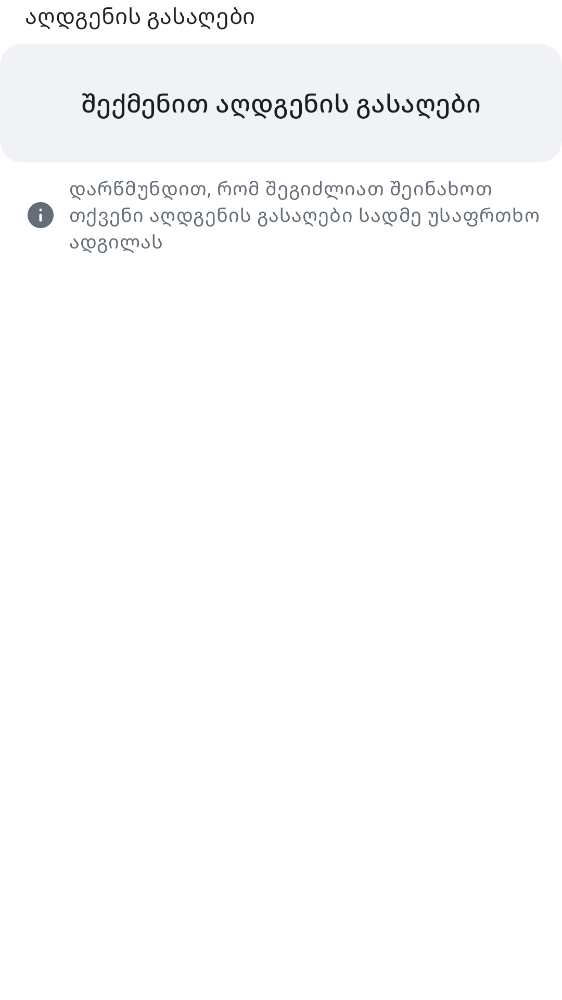 აღდგენის გასაღები
შექმენით აღდგენის გასაღები
დარწმუნდით, რომ შეგიძლიათ შეინახოთ
თქვენი აღდგენის გასაღები სადმე უსაფრთხო
ადგილას